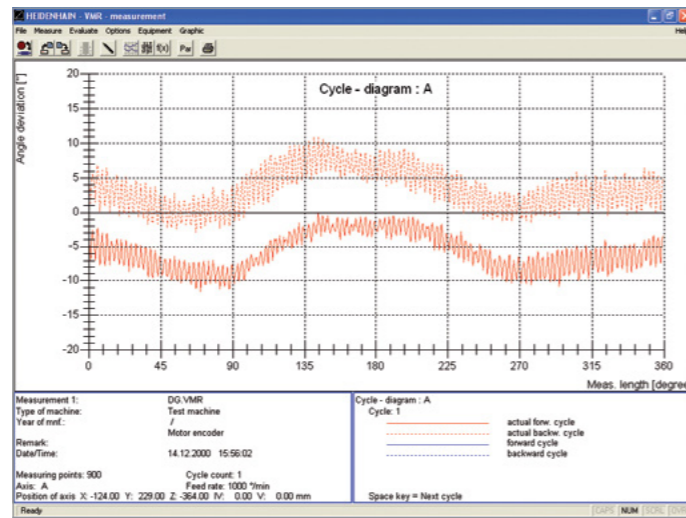 HEIDENHAIN - VMR - measurement
File Measure Evaluate Options Equipment Graphic Help
f(x) Par
Cycle - diagram : A
Angle deviation ["]
20
15
10
5
0
-5
-10
-15
-20
0 45 90 135 180 225 270 315 360
Meas. length [degree]
Measurement 1: DG.VMR
Type of machine: Test machine
Year of mnf.: /
Motor encoder
Remark:
Date/Time: 14.12.2000 15:56:02
Measuring points: 900 Cycle count: 1
Axis: A Feed rate: 1000 °/min
Position of axis X: -124.00 Y: 229.00 Z: -364.00 IV: 0.00 V: 0.00 mm
Cycle - diagram : A
Cycle: 1
actual forw. cycle
actual backw. cycle
forward cycle
backward cycle
Space key = Next cycle
Ready CAPS NUM SCRL OVR